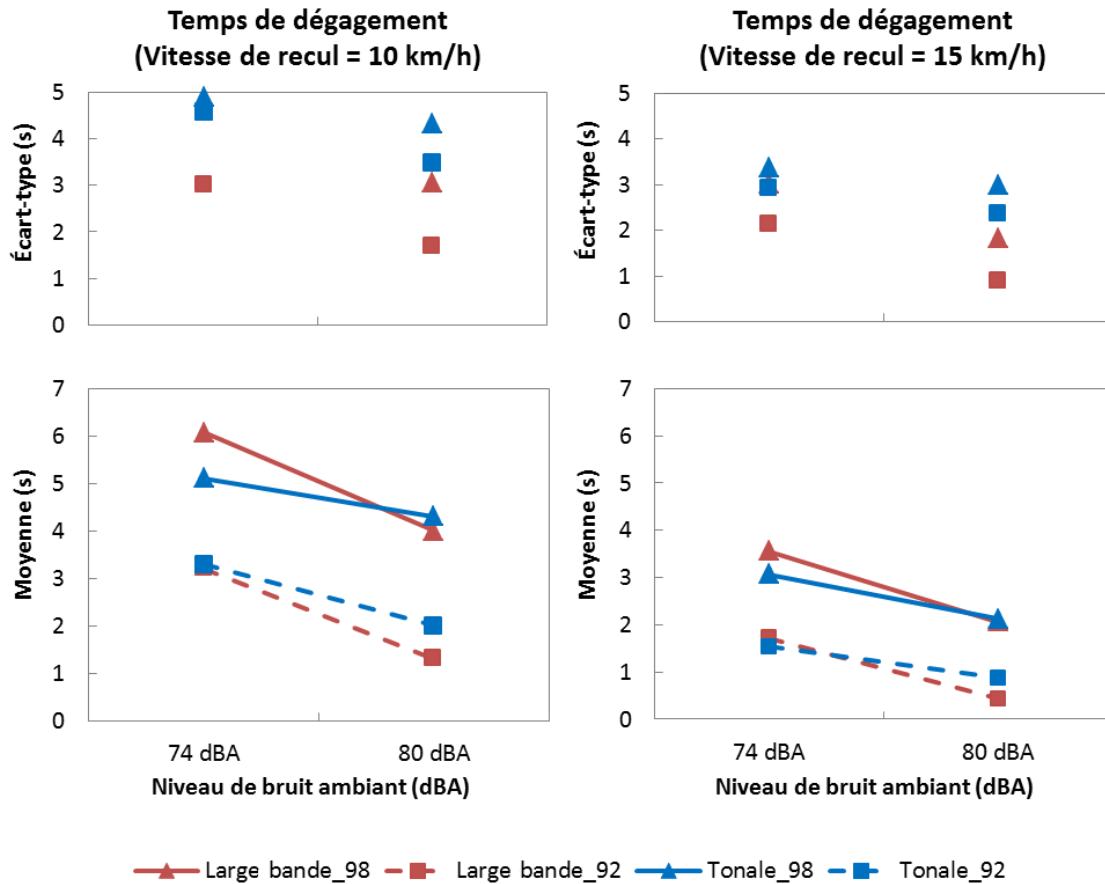 Temps de dégagement
(Vitesse de recul = 10 km/h)
Temps de dégagement
(Vitesse de recul = 15 km/h)
Écart-type (s)
5
4
3
2
1
0
Écart-type (s)
5
4
3
2
1
0
Moyenne (s)
7
6
5
4
3
2
1
0
74 dBA
80 dBA
Niveau de bruit ambiant (dBA)
Moyenne (s)
7
6
5
4
3
2
1
0
74 dBA
80 dBA
Niveau de bruit ambiant (dBA)
Large bande_98
Large bande_92
Tonale_98
Tonale_92